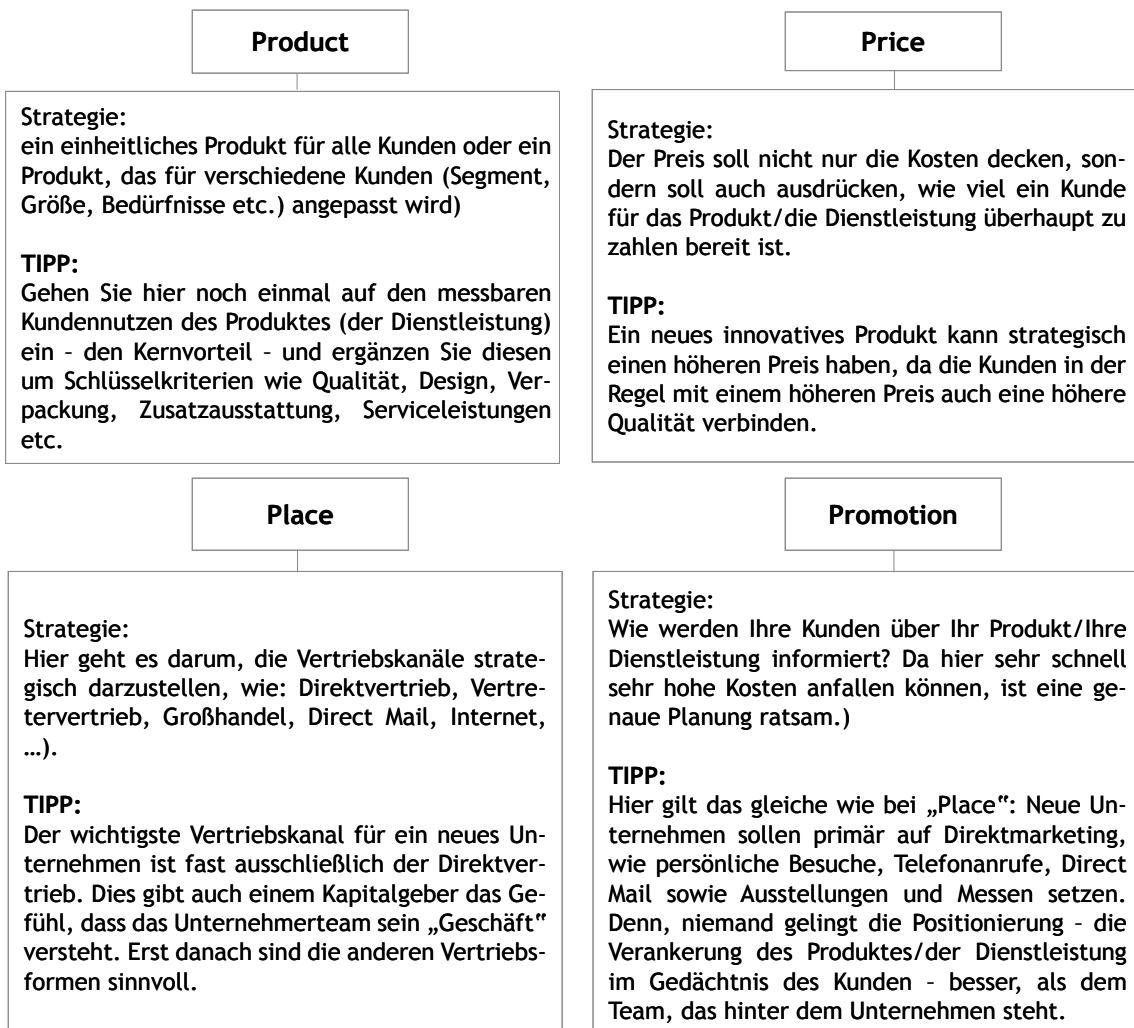 Product
Strategie:
ein einheitliches Produkt für alle Kunden oder ein
Produkt, das für verschiedene Kunden (Segment,
Größe, Bedürfnisse etc.) angepasst wird)
TIPP:
Gehen Sie hier noch einmal auf den messbaren
Kundennutzen des Produktes (der Dienstleistung)
ein – den Kernvorteil – und ergänzen Sie diesen
um Schlüsselkriterien wie Qualität, Design, Ver-
packung, Zusatzausstattung, Serviceleistungen
etc.
Price
Strategie:
Der Preis soll nicht nur die Kosten decken, son-
dern soll auch ausdrücken, wie viel ein Kunde
für das Produkt/die Dienstleistung überhaupt zu
zahlen bereit ist.
TIPP:
Ein neues innovatives Produkt kann strategisch
einen höheren Preis haben, da die Kunden in der
Regel mit einem höheren Preis auch eine höhere
Qualität verbinden.
Place
Strategie:
Hier geht es darum, die Vertriebskanäle strate-
gisch darzustellen, wie: Direktvertrieb, Vertre-
tervertrieb, Großhandel, Direct Mail, Internet,
…).
TIPP:
Der wichtigste Vertriebskanal für ein neues Un-
ternehmen ist fast ausschließlich der Direktver-
trieb. Dies gibt auch einem Kapitalgeber das Ge-
fühl, dass das Unternehmerteam sein „Geschäft“
versteht. Erst danach sind die anderen Vertriebs-
formen sinnvoll.
Promotion
Strategie:
Wie werden Ihre Kunden über Ihr Produkt/Ihre
Dienstleistung informiert? Da hier sehr schnell
sehr hohe Kosten anfallen können, ist eine ge-
naue Planung ratsam.)
TIPP:
Hier gilt das gleiche wie bei „Place“: Neue Un-
ternehmen sollen primär auf Direktmarketing,
wie persönliche Besuche, Telefonanrufe, Direct
Mail sowie Ausstellungen und Messen setzen.
Denn, niemand gelingt die Positionierung – die
Verankerung des Produktes/der Dienstleistung
im Gedächtnis des Kunden – besser, als dem
Team, das hinter dem Unternehmen steht.